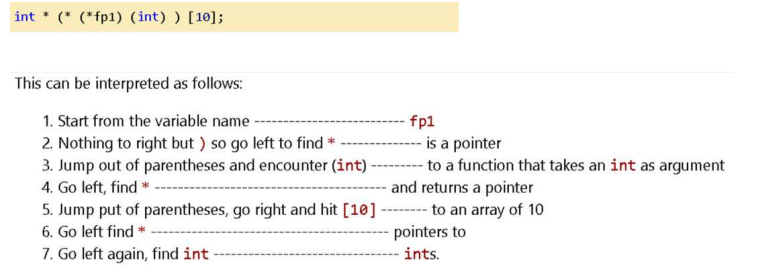 int * (* (*fp1) (int) ) [10];
This can be interpreted as follows:
1. Start from the variable name -------------------------- fp1
2. Nothing to right but ) so go left to find * -------------- is a pointer
3. Jump out of parentheses and encounter (int) --------- to a function that takes an int as argument
4. Go left, find * ---------------------------------------- and returns a pointer
5. Jump put of parentheses, go right and hit [10] -------- to an array of 10
6. Go left find * ----------------------------------------- pointers to
7. Go left again, find int -------------------------------- ints.